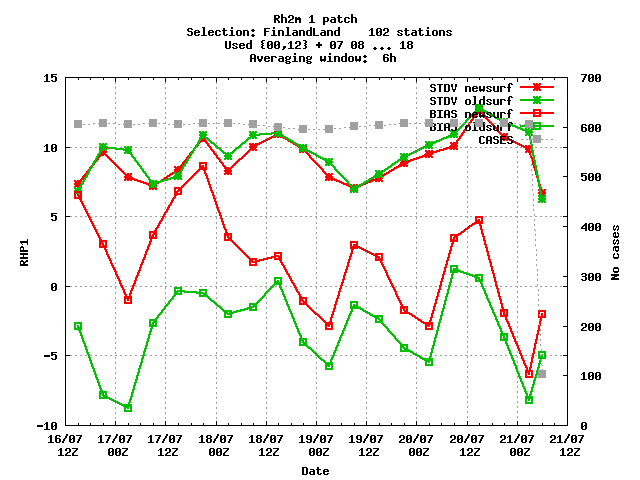 Rh2m 1 patch
Selection: FinlandLand    102 stations
Used {00,12} + 07 08 ... 18
Averaging window:  6h
STDV newsurf
STDV oldsurf
BIAS newsurf
BIAS oldsurf
CASES
15
10
5
0
-5
-10
RHP1
700
600
500
400
300
200
100
0
No cases
16/07 17/07 17/07 18/07 18/07 19/07 19/07 20/07 20/07 21/07 21/07
12Z 00Z 12Z 00Z 12Z 00Z 12Z 00Z 12Z 00Z 12Z
Date